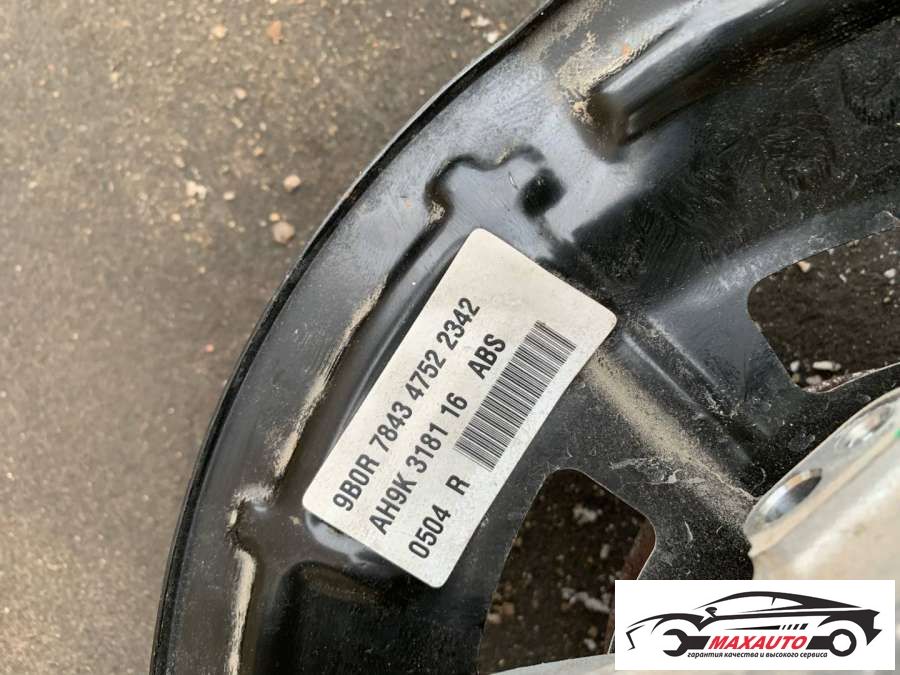 9B0R 7843 4752 2342
AH9K 3181 16 ABS
0504 R
MAXAUTO
гарантия качества и высокого сервиса